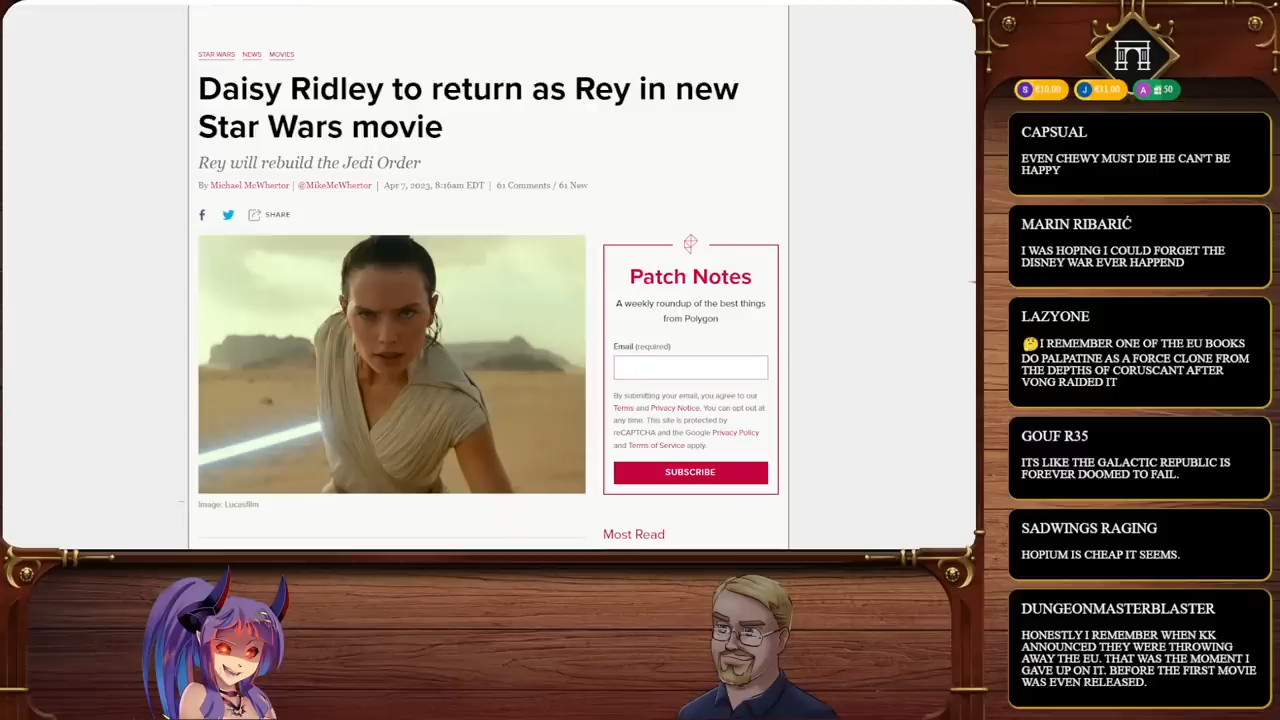 STAR WARS NEWS MOVIES
Daisy Ridley to return as Rey in new
Star Wars movie
Rey will rebuild the Jedi Order
By Michael McWhertor | @MikeMcWhertor | Apr 7, 2023, 8:16am EDT | 61 Comments / 61 New
SHARE
Image: Lucasfilm
Patch Notes
A weekly roundup of the best things
from Polygon
Email (required)
By submitting your email, you agree to our
Terms and Privacy Notice. You can opt out at
any time. This site is protected by
reCAPTCHA and the Google Privacy Policy
and Terms of Service apply.
SUBSCRIBE
Most Read
S €10.00 J €31.00 A 50
CAPSUAL
EVEN CHEWY MUST DIE HE CAN'T BE
HAPPY
MARIN RIBARIĆ
I WAS HOPING I COULD FORGET THE
DISNEY WAR EVER HAPPEND
LAZYONE
🤔I REMEMBER ONE OF THE EU BOOKS
DO PALPATINE AS A FORCE CLONE FROM
THE DEPTHS OF CORUSCANT AFTER
VONG RAIDED IT
GOUF R35
ITS LIKE THE GALACTIC REPUBLIC IS
FOREVER DOOMED TO FAIL.
SADWINGS RAGING
HOPIUM IS CHEAP IT SEEMS.
DUNGEONMASTERBLASTER
HONESTLY I REMEMBER WHEN KK
ANNOUNCED THEY WERE THROWING
AWAY THE EU. THAT WAS THE MOMENT I
GAVE UP ON IT. BEFORE THE FIRST MOVIE
WAS EVEN RELEASED.